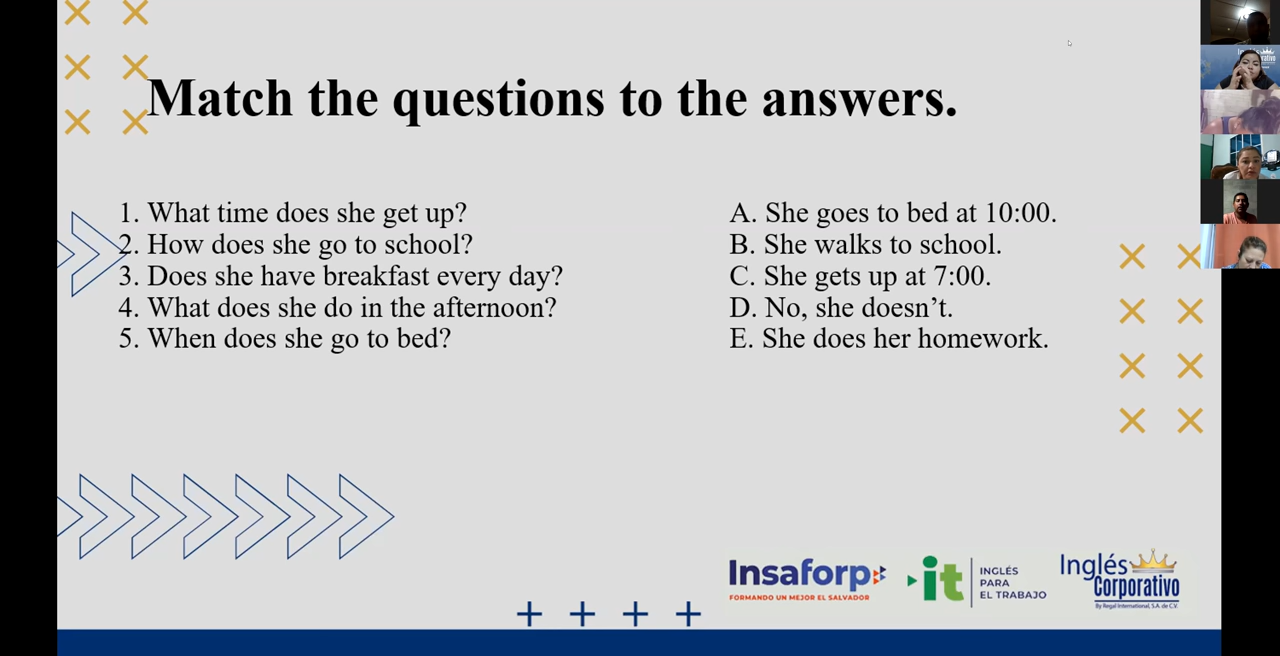 Match the questions to the answers.
1. What time does she get up?
2. How does she go to school?
3. Does she have breakfast every day?
4. What does she do in the afternoon?
5. When does she go to bed?
A. She goes to bed at 10:00.
B. She walks to school.
C. She gets up at 7:00.
D. No, she doesn’t.
E. She does her homework.
Insaforp
FORMANDO UN MEJOR EL SALVADOR
it
INGLÉS
PARA
EL TRABAJO
Inglés
Corporativo
By Regal International, S.A. de C.V.